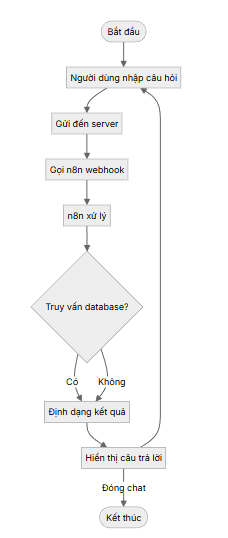 Bắt đầu
Người dùng nhập câu hỏi
Gửi đến server
Gọi n8n webhook
n8n xử lý
Truy vấn database?
Có
Không
Định dạng kết quả
Hiển thị câu trả lời
Đóng chat
Kết thúc